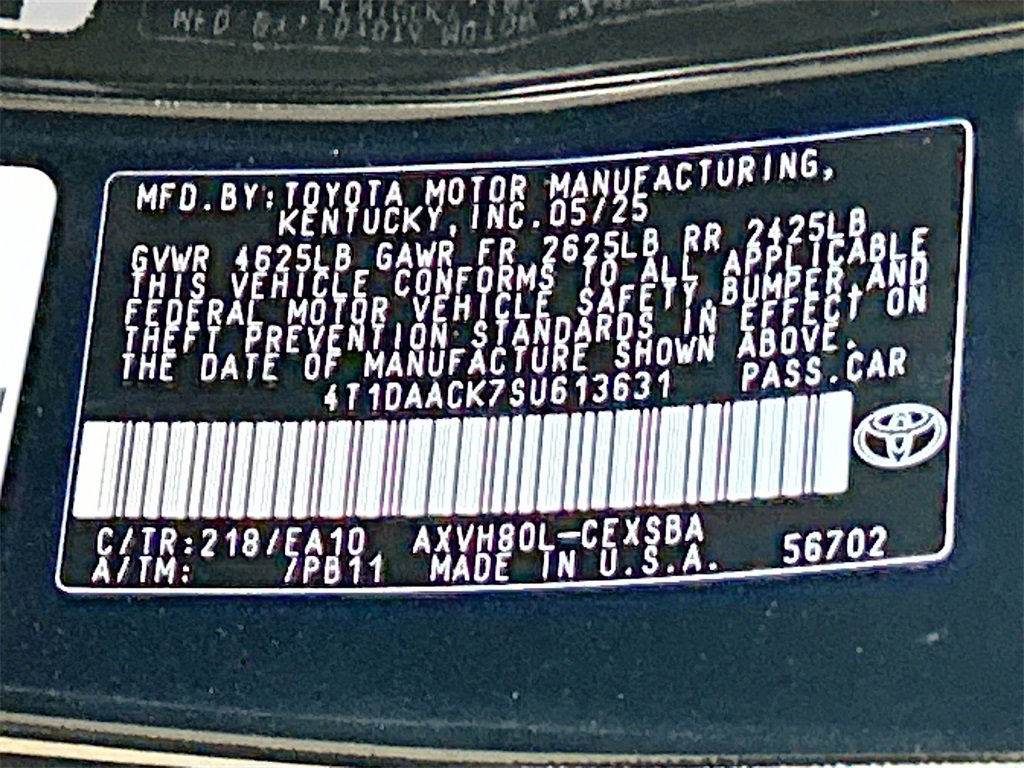 MFD.BY:TOYOTA MOTOR MANUFACTURING,
KENTUCKY,INC.05/25
GVWR 4625LB GAWR FR 2625LB RR 2425LB
THIS VEHICLE CONFORMS TO ALL APPLICABLE
FEDERAL MOTOR VEHICLE SAFETY,BUMPER,AND
THEFT PREVENTION STANDARDS IN EFFECT ON
THE DATE OF MANUFACTURE SHOWN ABOVE.
4T1DAACK7SU613631 PASS.CAR
C/TR:218/EA10 AXVH80L-CEXSBA 56702
A/TM: /PB11 MADE IN U.S.A.